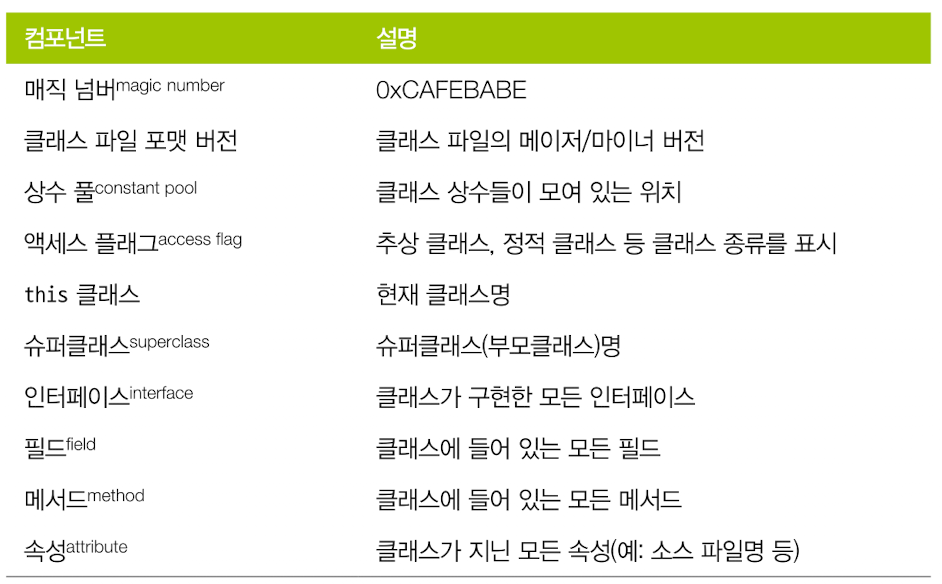 컴포넌트 설명
매직 넘버magic number 0xCAFEBABE
클래스 파일 포맷 버전 클래스 파일의 메이저/마이너 버전
상수 풀constant pool 클래스 상수들이 모여 있는 위치
액세스 플래그access flag 추상 클래스, 정적 클래스 등 클래스 종류를 표시
this 클래스 현재 클래스명
슈퍼클래스superclass 슈퍼클래스(부모클래스)명
인터페이스interface 클래스가 구현한 모든 인터페이스
필드field 클래스에 들어 있는 모든 필드
메서드method 클래스에 들어 있는 모든 메서드
속성attribute 클래스가 지닌 모든 속성(예: 소스 파일명 등)